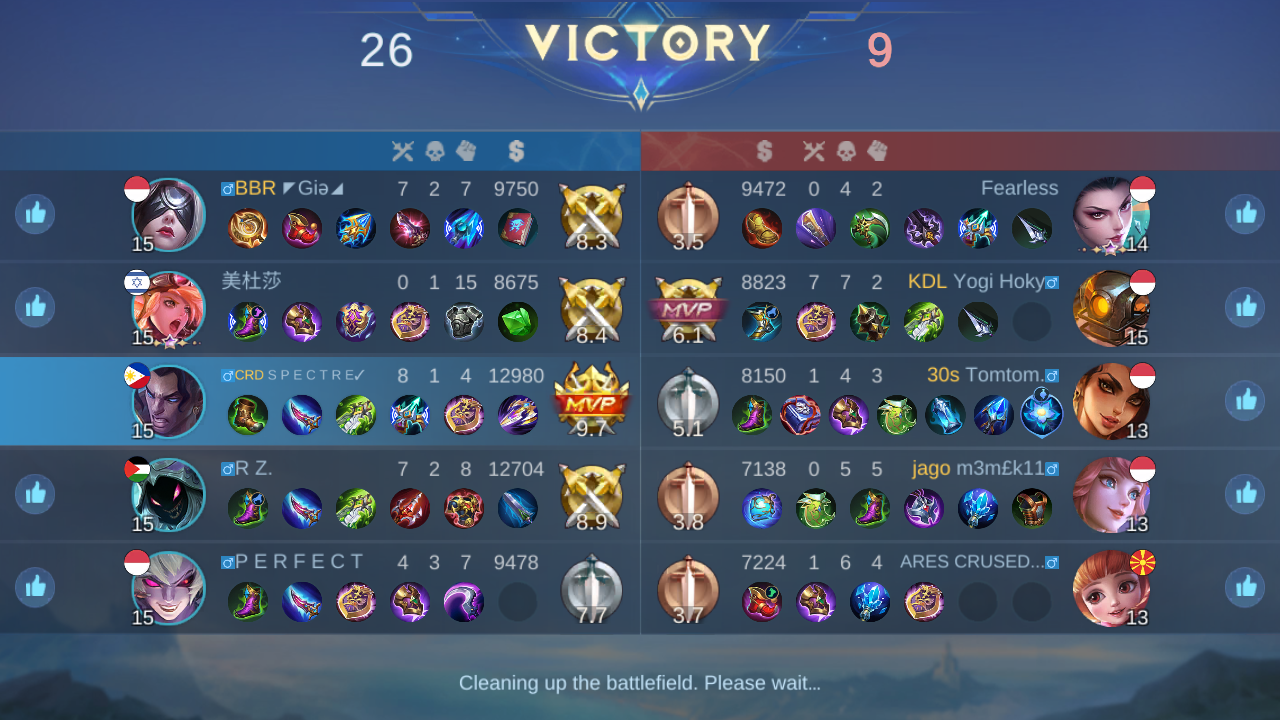 26 VICTORY 9
BBR ◤Giə◢ 7 2 7 9750 8.3 15
3.5 9472 0 4 2 Fearless 14
美杜莎 0 1 15 8675 8.4 15
MVP 6.1 8823 7 7 2 KDL Yogi Hoky 15
CRD S P E C T R E✓ 8 1 4 12980 MVP 9.7 15
5.1 8150 1 4 3 30s Tomtom. 13
R Z. 7 2 8 12704 8.9 15
3.8 7138 0 5 5 jago m3m£k11 13
P E R F E C T 4 3 7 9478 7.7 15
3.7 7224 1 6 4 ARES CRUSED... 13
Cleaning up the battlefield. Please wait...